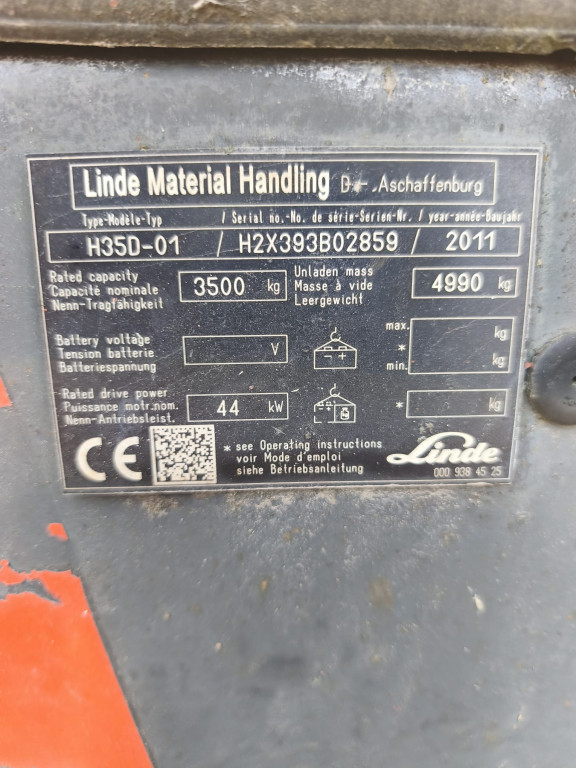 Linde Material Handling D- Aschaffenburg
Type-Modèle-Typ / Serial no.-No. de série-Serien-Nr. / year-année-Baujahr
H35D-01 / H2X393B02859 / 2011
Rated capacity
Capacité nominale
Nenn-Tragfähigkeit
3500 kg
Unladen mass
Masse à vide
Leergewicht
4990 kg
Battery voltage
Tension batterie
Batteriespannung
V
- +
max. kg
*
min. kg
Rated drive power
Puissance motr.nom.
Nenn-Antriebsleist.
44 kW
- +
* kg
CE
* see Operating instructions
voir Mode d'emploi
siehe Betriebsanleitung
Linde
000 938 45 25